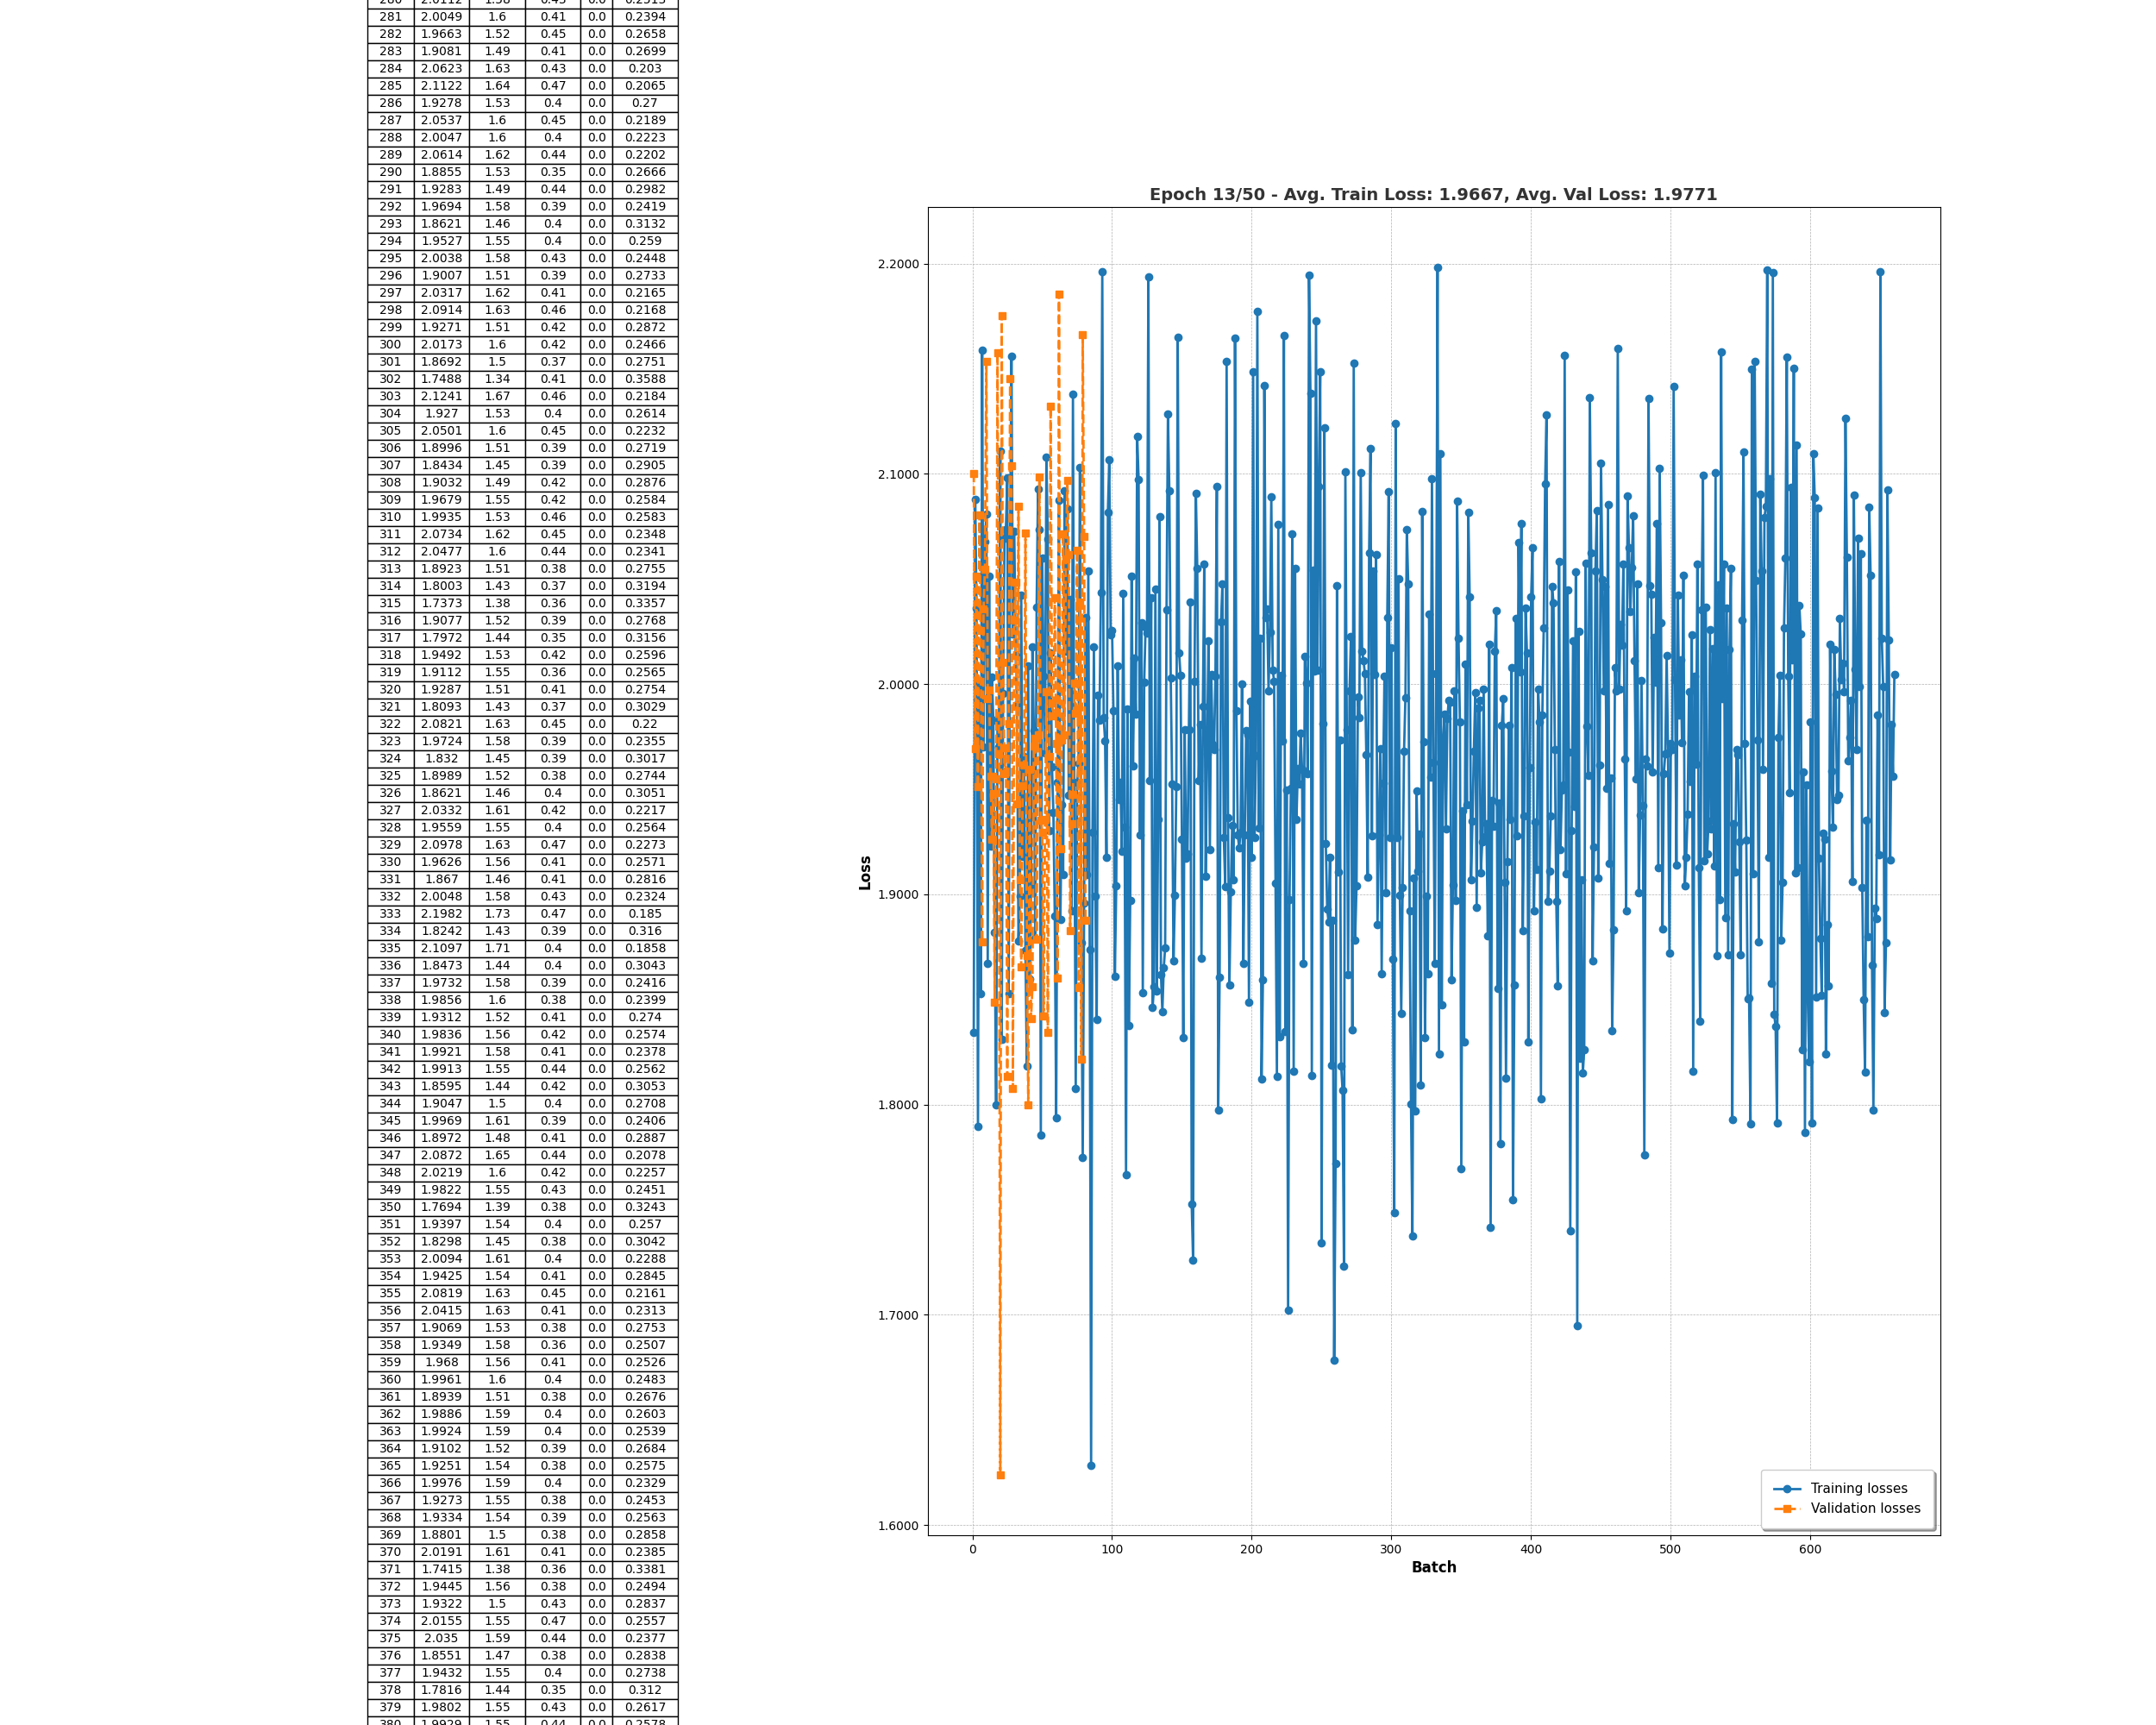 281 2.0049 1.6 0.41 0.0 0.2394
282 1.9663 1.52 0.45 0.0 0.2658
283 1.9081 1.49 0.41 0.0 0.2699
284 2.0623 1.63 0.43 0.0 0.203
285 2.1122 1.64 0.47 0.0 0.2065
286 1.9278 1.53 0.4 0.0 0.27
287 2.0537 1.6 0.45 0.0 0.2189
288 2.0047 1.6 0.4 0.0 0.2223
289 2.0614 1.62 0.44 0.0 0.2202
290 1.8855 1.53 0.35 0.0 0.2666
291 1.9283 1.49 0.44 0.0 0.2982
292 1.9694 1.58 0.39 0.0 0.2419
293 1.8621 1.46 0.4 0.0 0.3132
294 1.9527 1.55 0.4 0.0 0.259
295 2.0038 1.58 0.43 0.0 0.2448
296 1.9007 1.51 0.39 0.0 0.2733
297 2.0317 1.62 0.41 0.0 0.2165
298 2.0914 1.63 0.46 0.0 0.2168
299 1.9271 1.51 0.42 0.0 0.2872
300 2.0173 1.6 0.42 0.0 0.2466
301 1.8692 1.5 0.37 0.0 0.2751
302 1.7488 1.34 0.41 0.0 0.3588
303 2.1241 1.67 0.46 0.0 0.2184
304 1.927 1.53 0.4 0.0 0.2614
305 2.0501 1.6 0.45 0.0 0.2232
306 1.8996 1.51 0.39 0.0 0.2719
307 1.8434 1.45 0.39 0.0 0.2905
308 1.9032 1.49 0.42 0.0 0.2876
309 1.9679 1.55 0.42 0.0 0.2584
310 1.9935 1.53 0.46 0.0 0.2583
311 2.0734 1.62 0.45 0.0 0.2348
312 2.0477 1.6 0.44 0.0 0.2341
313 1.8923 1.51 0.38 0.0 0.2755
314 1.8003 1.43 0.37 0.0 0.3194
315 1.7373 1.38 0.36 0.0 0.3357
316 1.9077 1.52 0.39 0.0 0.2768
317 1.7972 1.44 0.35 0.0 0.3156
318 1.9492 1.53 0.42 0.0 0.2596
319 1.9112 1.55 0.36 0.0 0.2565
320 1.9287 1.51 0.41 0.0 0.2754
321 1.8093 1.43 0.37 0.0 0.3029
322 2.0821 1.63 0.45 0.0 0.22
323 1.9724 1.58 0.39 0.0 0.2355
324 1.832 1.45 0.39 0.0 0.3017
325 1.8989 1.52 0.38 0.0 0.2744
326 1.8621 1.46 0.4 0.0 0.3051
327 2.0332 1.61 0.42 0.0 0.2217
328 1.9559 1.55 0.4 0.0 0.2564
329 2.0978 1.63 0.47 0.0 0.2273
330 1.9626 1.56 0.41 0.0 0.2571
331 1.867 1.46 0.41 0.0 0.2816
332 2.0048 1.58 0.43 0.0 0.2324
333 2.1982 1.73 0.47 0.0 0.185
334 1.8242 1.43 0.39 0.0 0.316
335 2.1097 1.71 0.4 0.0 0.1858
336 1.8473 1.44 0.4 0.0 0.3043
337 1.9732 1.58 0.39 0.0 0.2416
338 1.9856 1.6 0.38 0.0 0.2399
339 1.9312 1.52 0.41 0.0 0.274
340 1.9836 1.56 0.42 0.0 0.2574
341 1.9921 1.58 0.41 0.0 0.2378
342 1.9913 1.55 0.44 0.0 0.2562
343 1.8595 1.44 0.42 0.0 0.3053
344 1.9047 1.5 0.4 0.0 0.2708
345 1.9969 1.61 0.39 0.0 0.2406
346 1.8972 1.48 0.41 0.0 0.2887
347 2.0872 1.65 0.44 0.0 0.2078
348 2.0219 1.6 0.42 0.0 0.2257
349 1.9822 1.55 0.43 0.0 0.2451
350 1.7694 1.39 0.38 0.0 0.3243
351 1.9397 1.54 0.4 0.0 0.257
352 1.8298 1.45 0.38 0.0 0.3042
353 2.0094 1.61 0.4 0.0 0.2288
354 1.9425 1.54 0.41 0.0 0.2845
355 2.0819 1.63 0.45 0.0 0.2161
356 2.0415 1.63 0.41 0.0 0.2313
357 1.9069 1.53 0.38 0.0 0.2753
358 1.9349 1.58 0.36 0.0 0.2507
359 1.968 1.56 0.41 0.0 0.2526
360 1.9961 1.6 0.4 0.0 0.2483
361 1.8939 1.51 0.38 0.0 0.2676
362 1.9886 1.59 0.4 0.0 0.2603
363 1.9924 1.59 0.4 0.0 0.2539
364 1.9102 1.52 0.39 0.0 0.2684
365 1.9251 1.54 0.38 0.0 0.2575
366 1.9976 1.59 0.4 0.0 0.2329
367 1.9273 1.55 0.38 0.0 0.2453
368 1.9334 1.54 0.39 0.0 0.2563
369 1.8801 1.5 0.38 0.0 0.2858
370 2.0191 1.61 0.41 0.0 0.2385
371 1.7415 1.38 0.36 0.0 0.3381
372 1.9445 1.56 0.38 0.0 0.2494
373 1.9322 1.5 0.43 0.0 0.2837
374 2.0155 1.55 0.47 0.0 0.2557
375 2.035 1.59 0.44 0.0 0.2377
376 1.8551 1.47 0.38 0.0 0.2838
377 1.9432 1.55 0.4 0.0 0.2738
378 1.7816 1.44 0.35 0.0 0.312
379 1.9802 1.55 0.43 0.0 0.2617
380 1.9929 1.55 0.44 0.0 0.2578
Epoch 13/50 - Avg. Train Loss: 1.9667, Avg. Val Loss: 1.9771
2.2000
2.1000
2.0000
1.9000
1.8000
1.7000
1.6000
Loss
0 100 200 300 400 500 600
Batch
Training losses
Validation losses